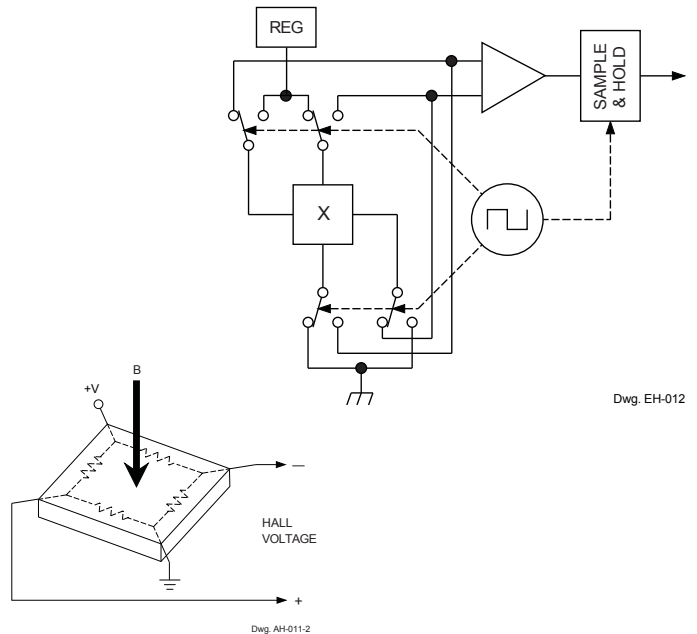 REG
SAMPLE
& HOLD
X
Dwg. EH-012
B
+V
—
HALL
VOLTAGE
+
Dwg. AH-011-2